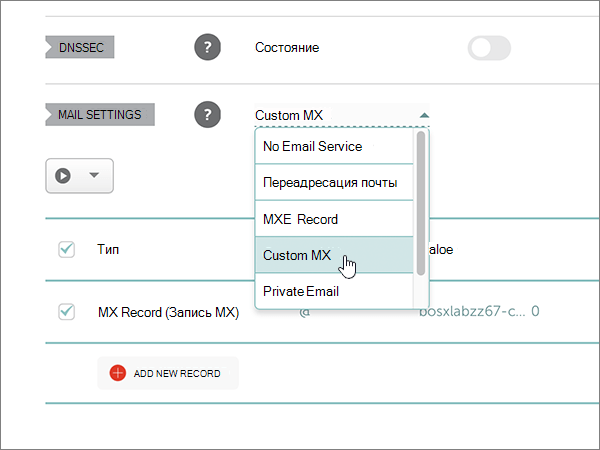 DNSSEC ? Состояние
MAIL SETTINGS ? Custom MX
No Email Service
Переадресация почты
MXE Record
Custom MX
Private Email
Тип aloe
MX Record (Запись MX) @ bosxlabzz67-c... 0
ADD NEW RECORD